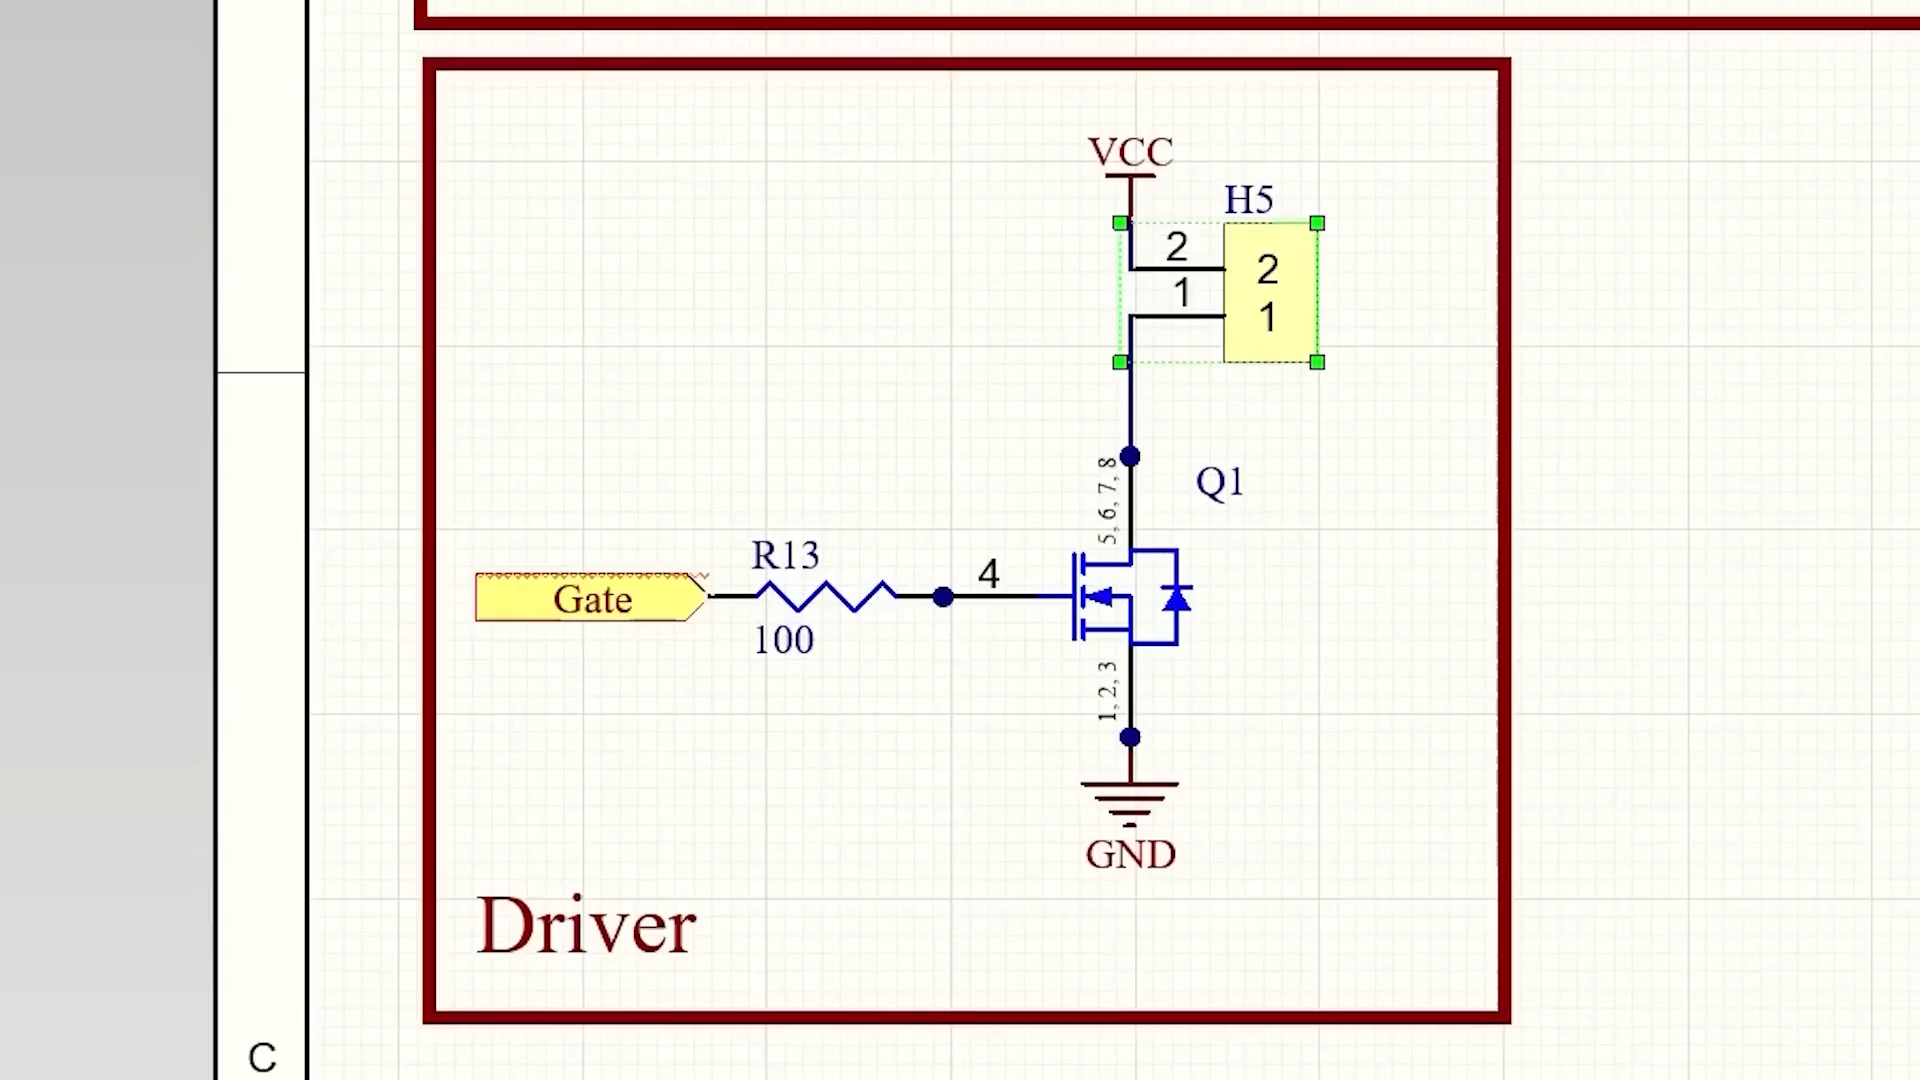 VCC
H5
2
2
1
1
5, 6, 7, 8
Q1
R13
4
Gate
100
1, 2, 3
GND
Driver
C